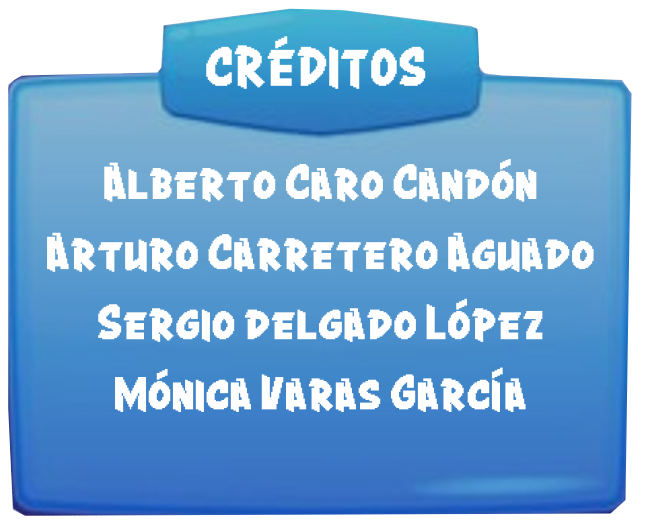 CRÉDITOS
ALBERTO CARO CANDÓN
ARTURO CARRETERO AGUADO
SERGIO DELGADO LÓPEZ
MÓNICA VARAS GARCÍA